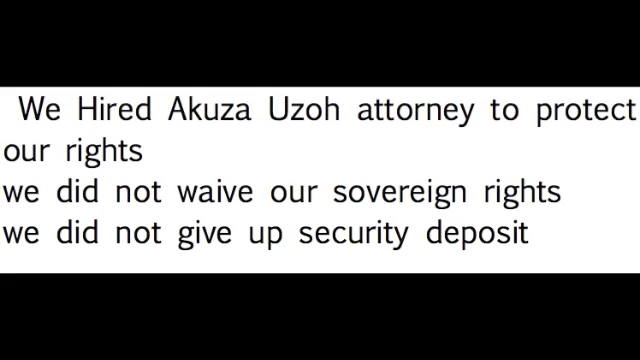 We Hired Akuza Uzoh attorney to protect
our rights
we did not waive our sovereign rights
we did not give up security deposit